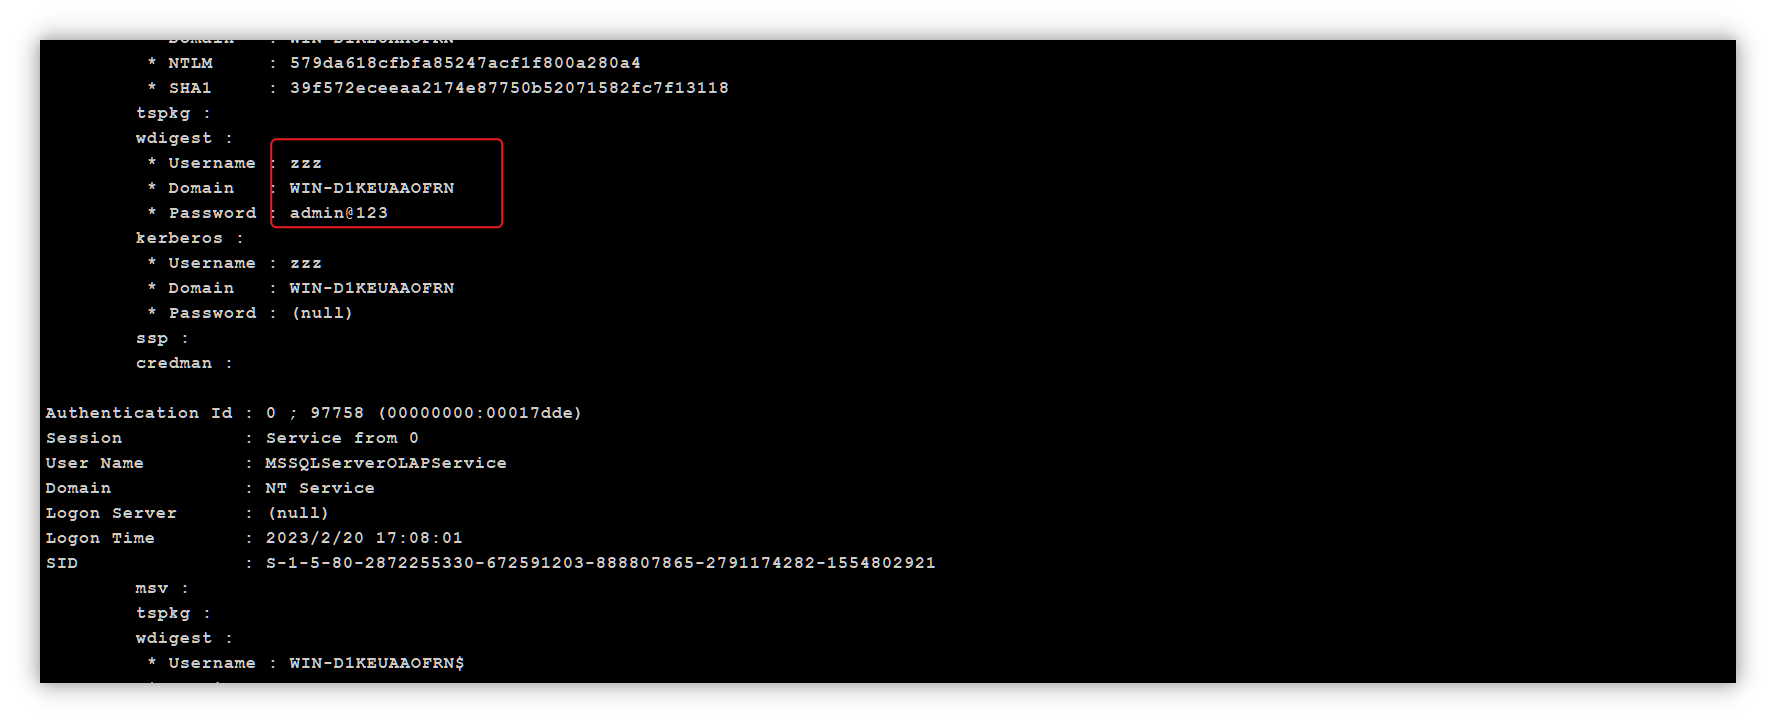 * Domain : WIN-D1KEUAAOFRN
* NTLM : 579da618cfbfa85247acf1f800a280a4
* SHA1 : 39f572eceeaa2174e87750b52071582fc7f13118
tspkg :
wdigest :
* Username : zzz
* Domain : WIN-D1KEUAAOFRN
* Password : admin@123
kerberos :
* Username : zzz
* Domain : WIN-D1KEUAAOFRN
* Password : (null)
ssp :
credman :
Authentication Id : 0 ; 97758 (00000000:00017dde)
Session : Service from 0
User Name : MSSQLServerOLAPService
Domain : NT Service
Logon Server : (null)
Logon Time : 2023/2/20 17:08:01
SID : S-1-5-80-2872255330-672591203-888807865-2791174282-1554802921
msv :
tspkg :
wdigest :
* Username : WIN-D1KEUAAOFRN$